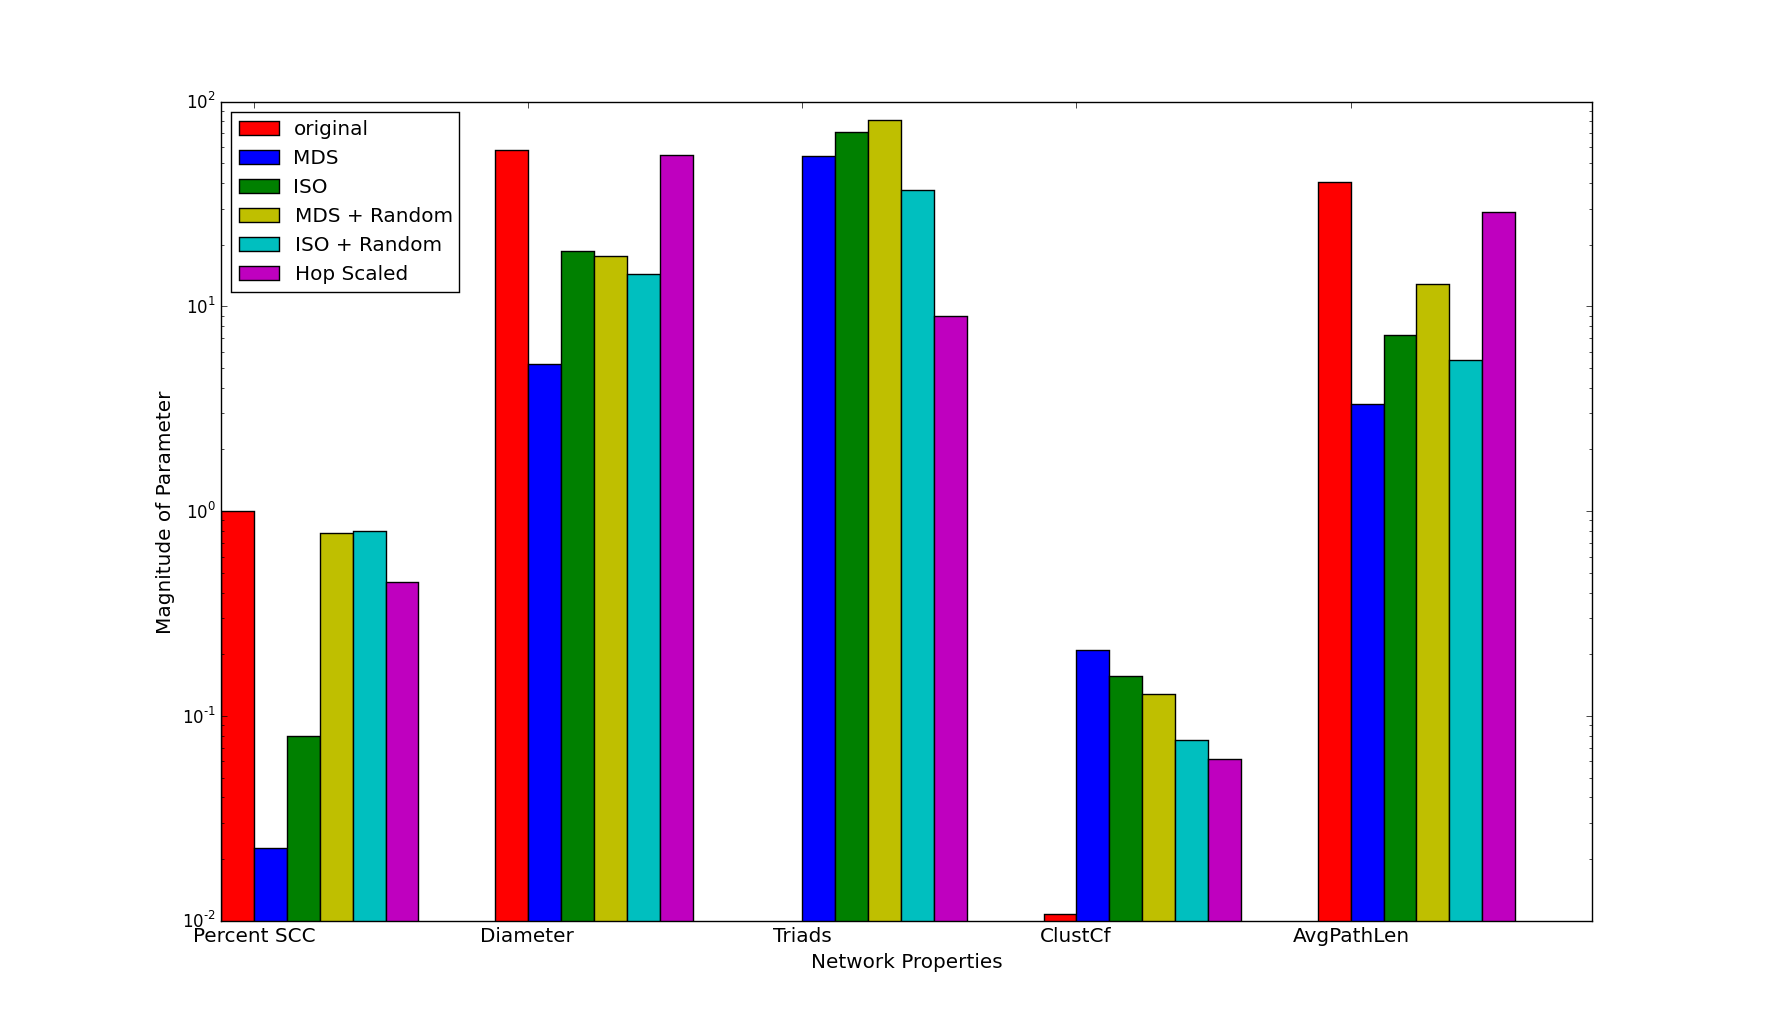 10²
original
MDS
ISO
MDS + Random
ISO + Random
Hop Scaled
10¹
10⁰
10⁻¹
10⁻²
Magnitude of Parameter
Percent SCC Diameter Triads ClustCf AvgPathLen
Network Properties